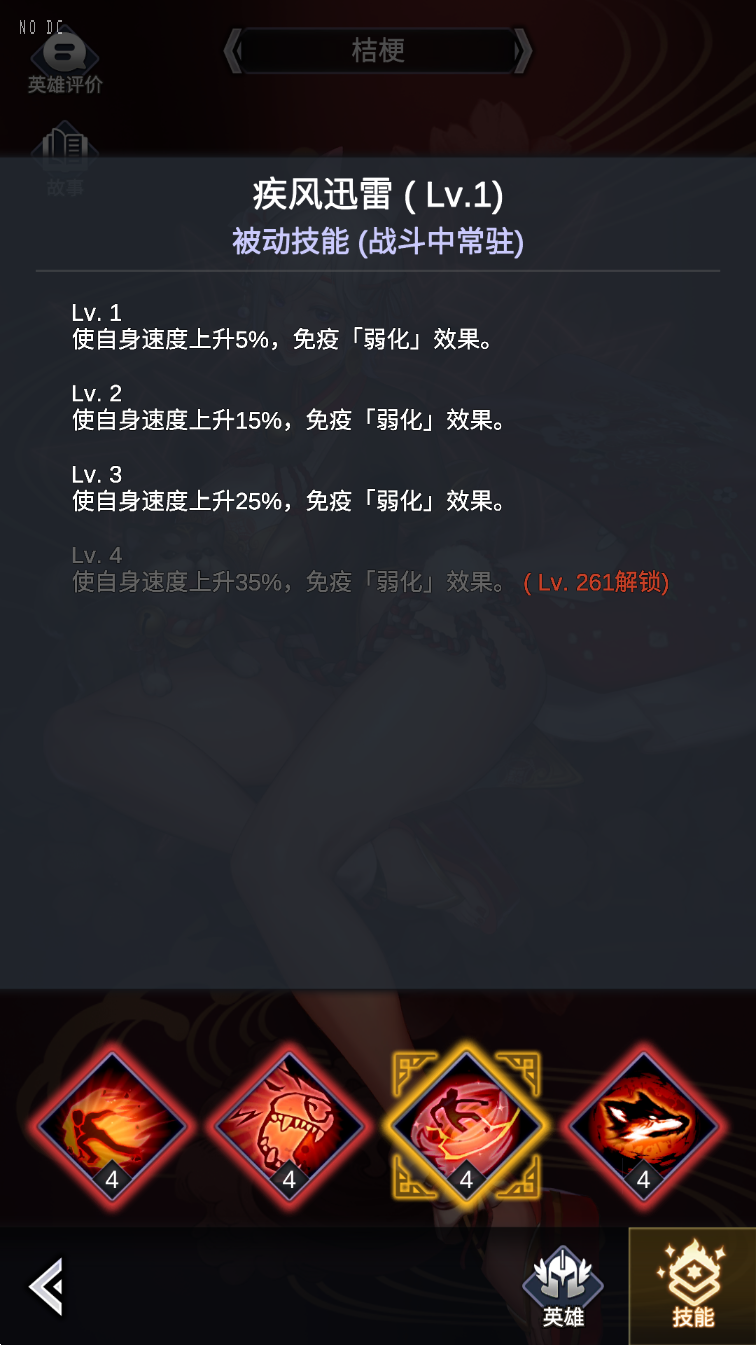 NO DC
桔梗
英雄评价
故事
疾风迅雷 ( Lv.1)
被动技能 (战斗中常驻)
Lv. 1
使自身速度上升5%，免疫「弱化」效果。
Lv. 2
使自身速度上升15%，免疫「弱化」效果。
Lv. 3
使自身速度上升25%，免疫「弱化」效果。
Lv. 4
使自身速度上升35%，免疫「弱化」效果。 ( Lv. 261解锁)
4 4 4 4
英雄 技能